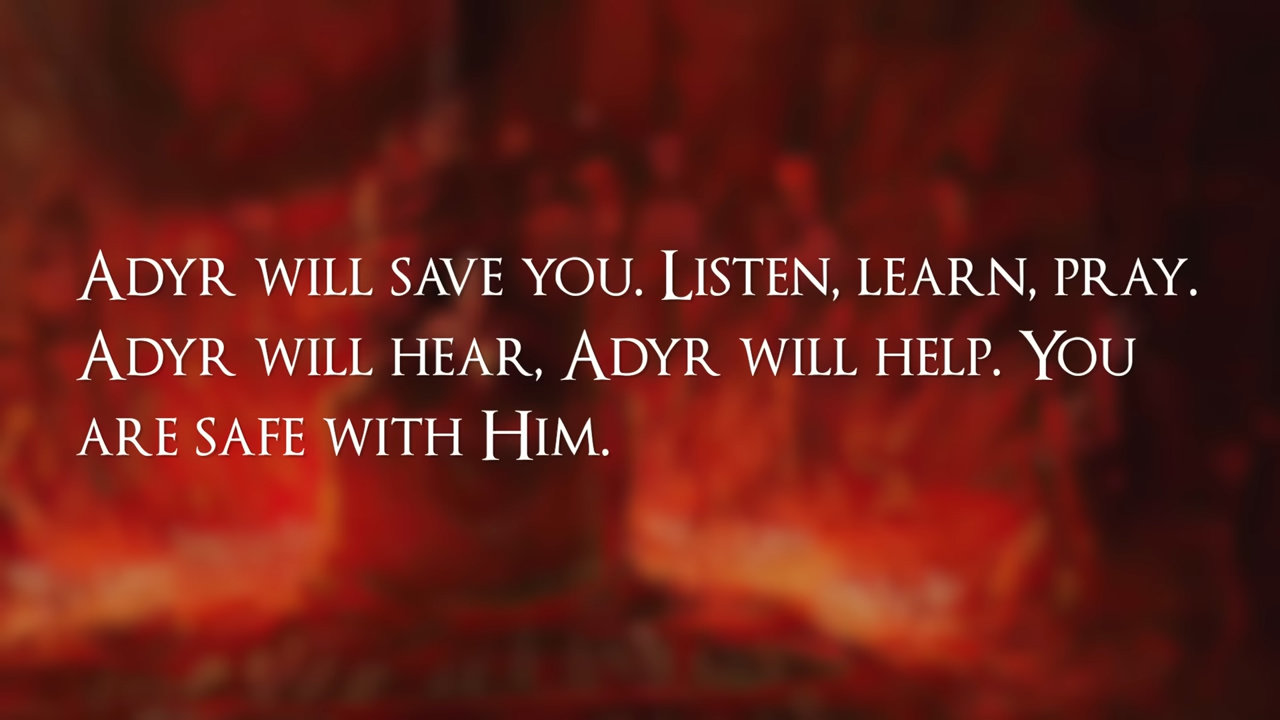 Adyr will save you. Listen, learn, pray.
Adyr will hear, Adyr will help. You
are safe with Him.